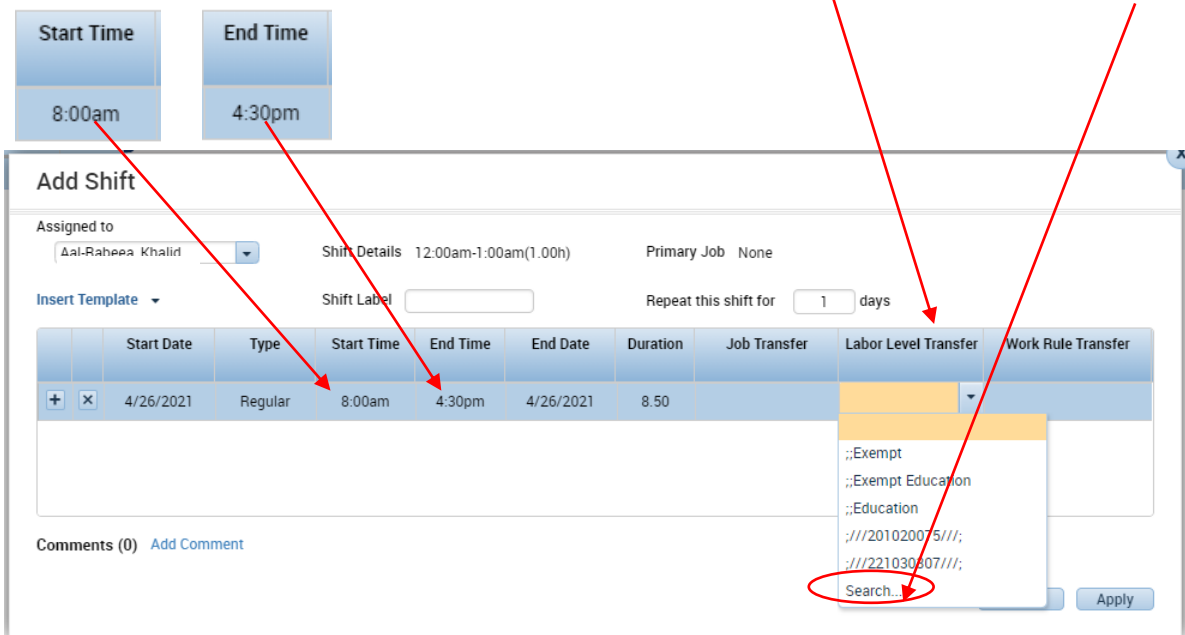 Start Time End Time
8:00am 4:30pm
X
Add Shift
Assigned to
Aal-Rabeea, Khalid Shift Details 12:00am-1:00am(1.00h) Primary Job None
Insert Template Shift Label Repeat this shift for 1 days
Start Date Type Start Time End Time End Date Duration Job Transfer Labor Level Transfer Work Rule Transfer
+ x 4/26/2021 Regular 8:00am 4:30pm 4/26/2021 8.50
;;Exempt
;;Exempt Education
;;Education
;///201020075///;
;///221030307///;
Search...
Comments (0) Add Comment
Apply